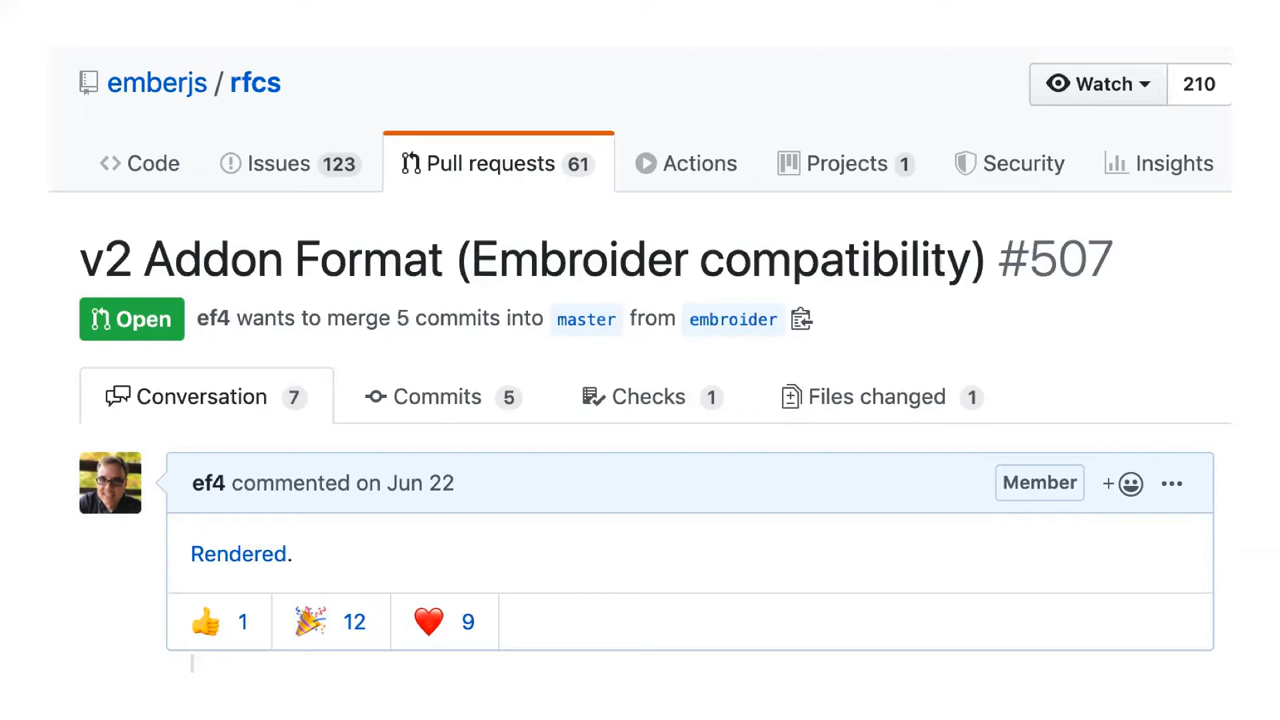 emberjs / rfcs
Watch 210
Code Issues 123 Pull requests 61 Actions Projects 1 Security Insights
v2 Addon Format (Embroider compatibility) #507
Open ef4 wants to merge 5 commits into master from embroider
Conversation 7 Commits 5 Checks 1 Files changed 1
ef4 commented on Jun 22 Member
Rendered.
1 12 9